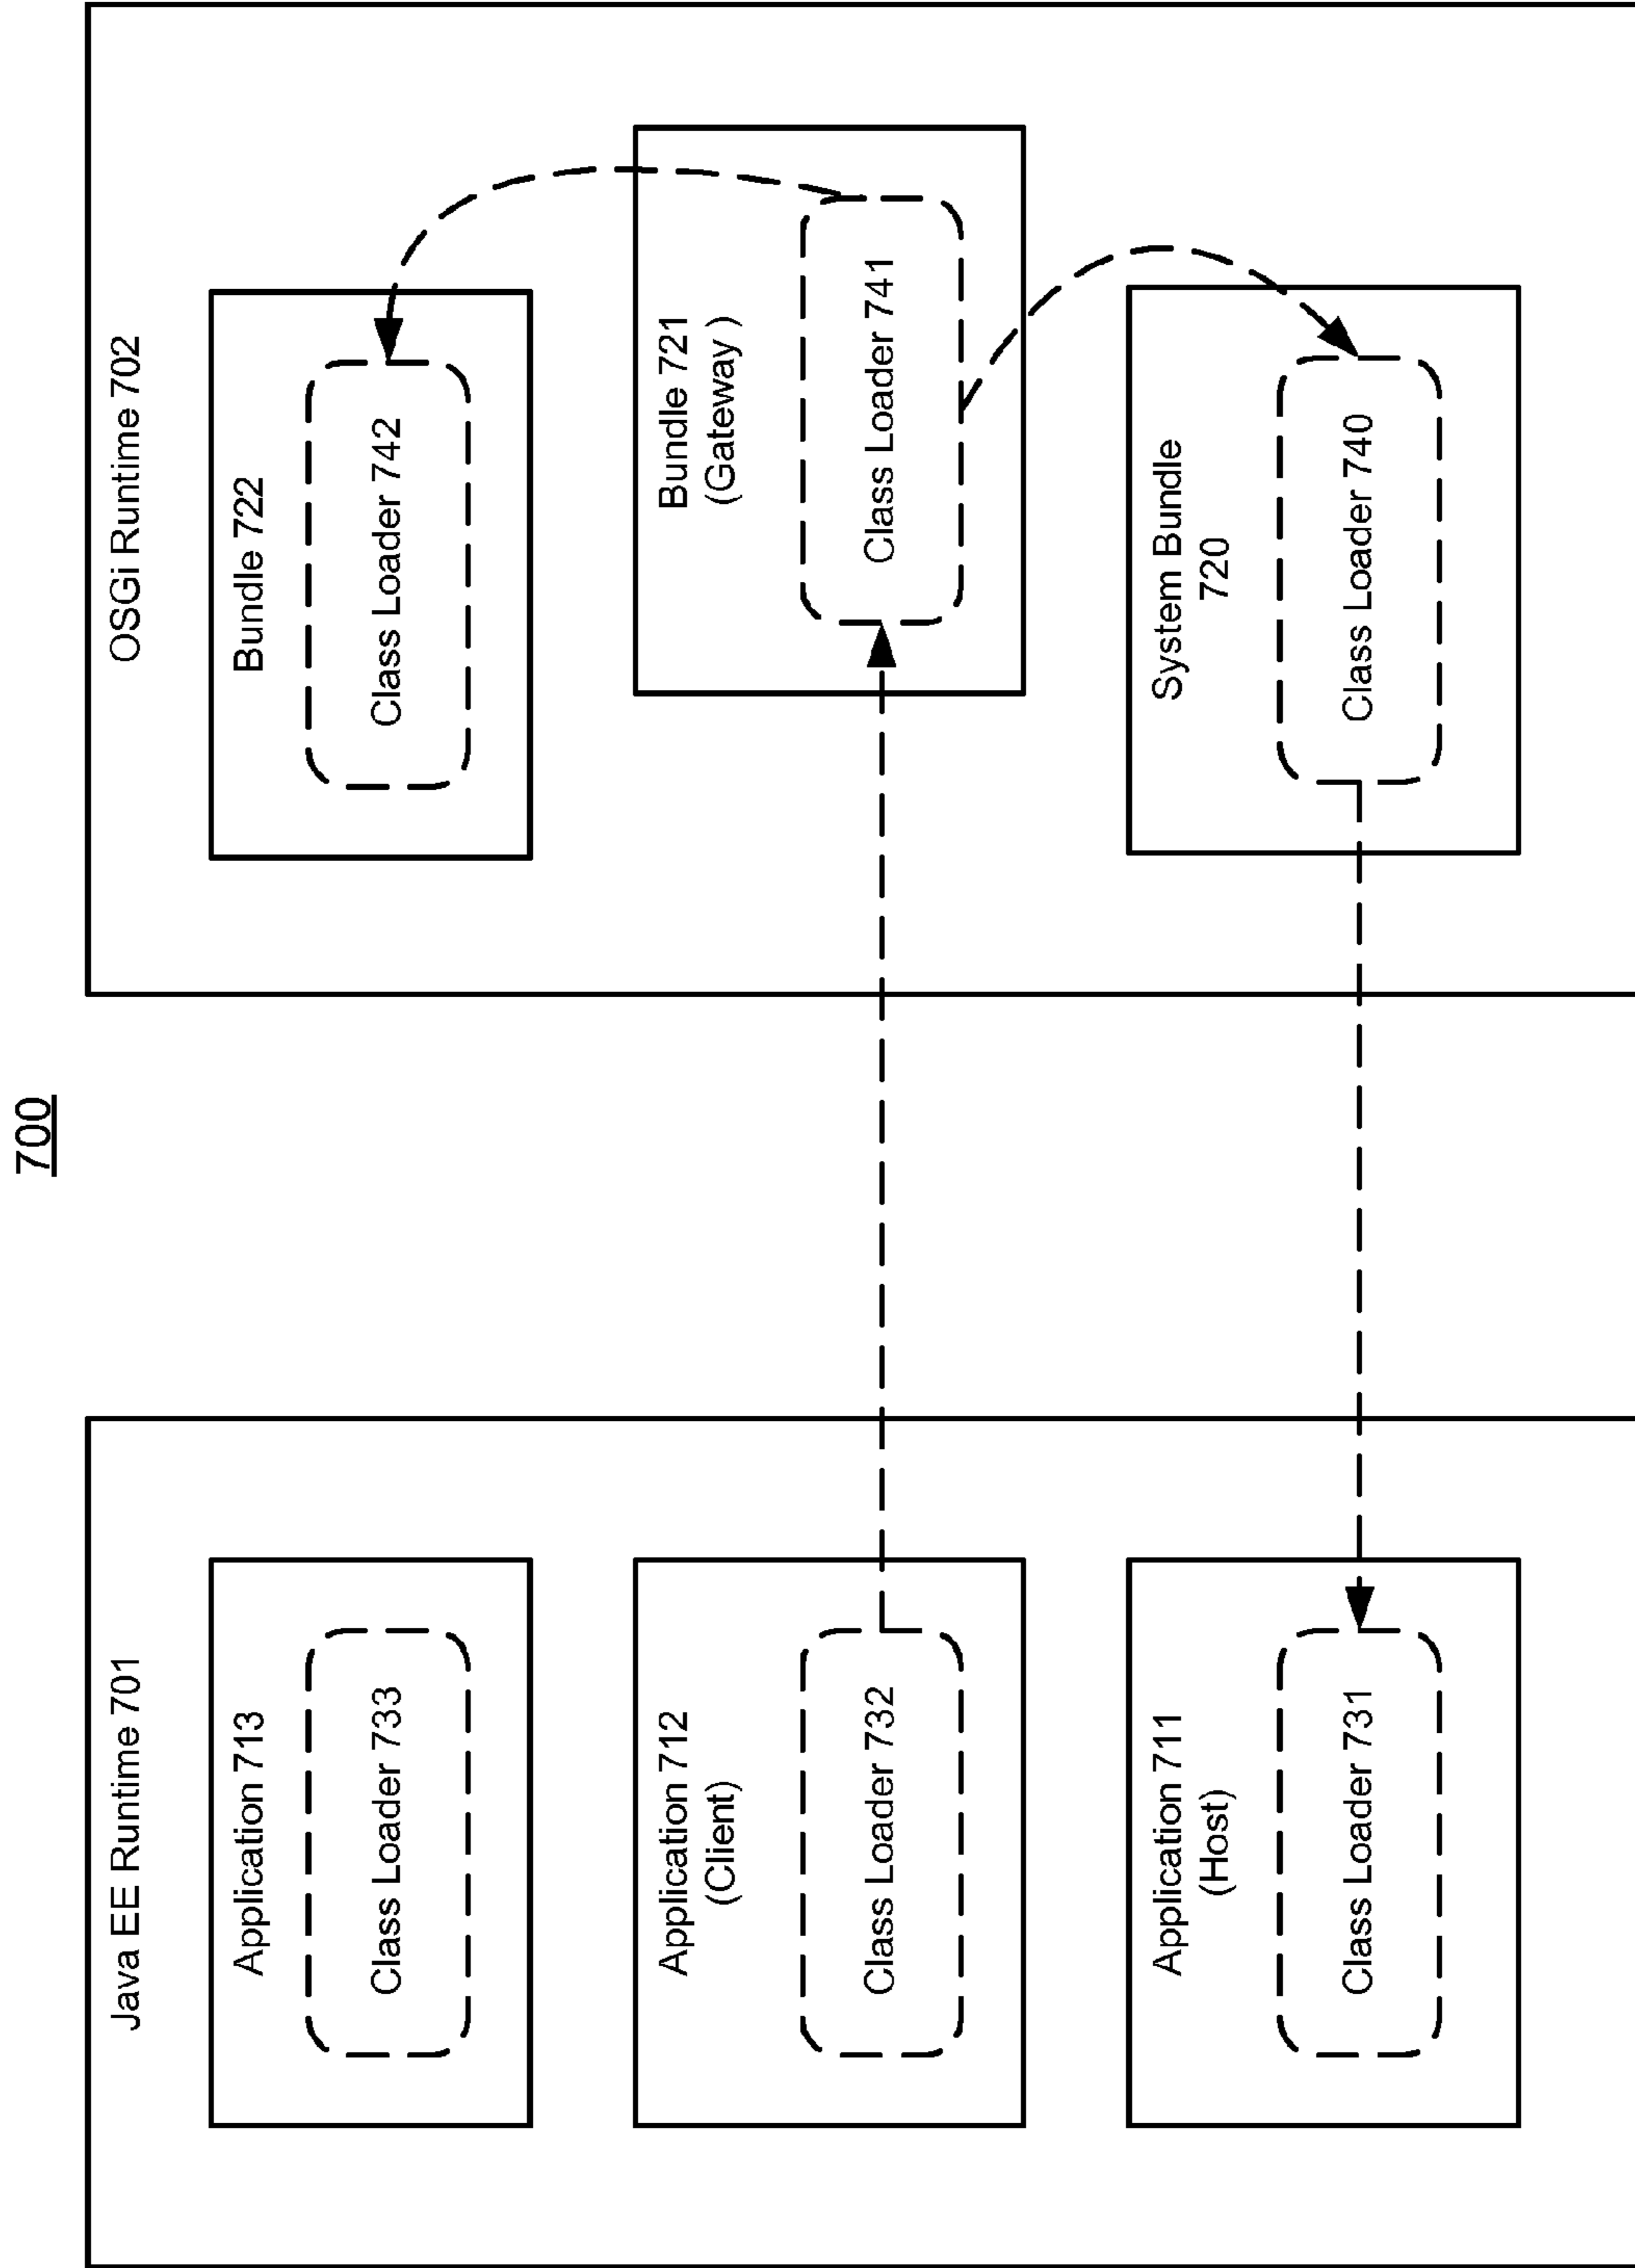 700
Java EE Runtime 701
Application 713
Class Loader 733
Application 712
(Client)
Class Loader 732
Application 711
(Host)
Class Loader 731
OSGi Runtime 702
Bundle 722
Class Loader 742
Bundle 721
(Gateway )
Class Loader 741
System Bundle
720
Class Loader 740